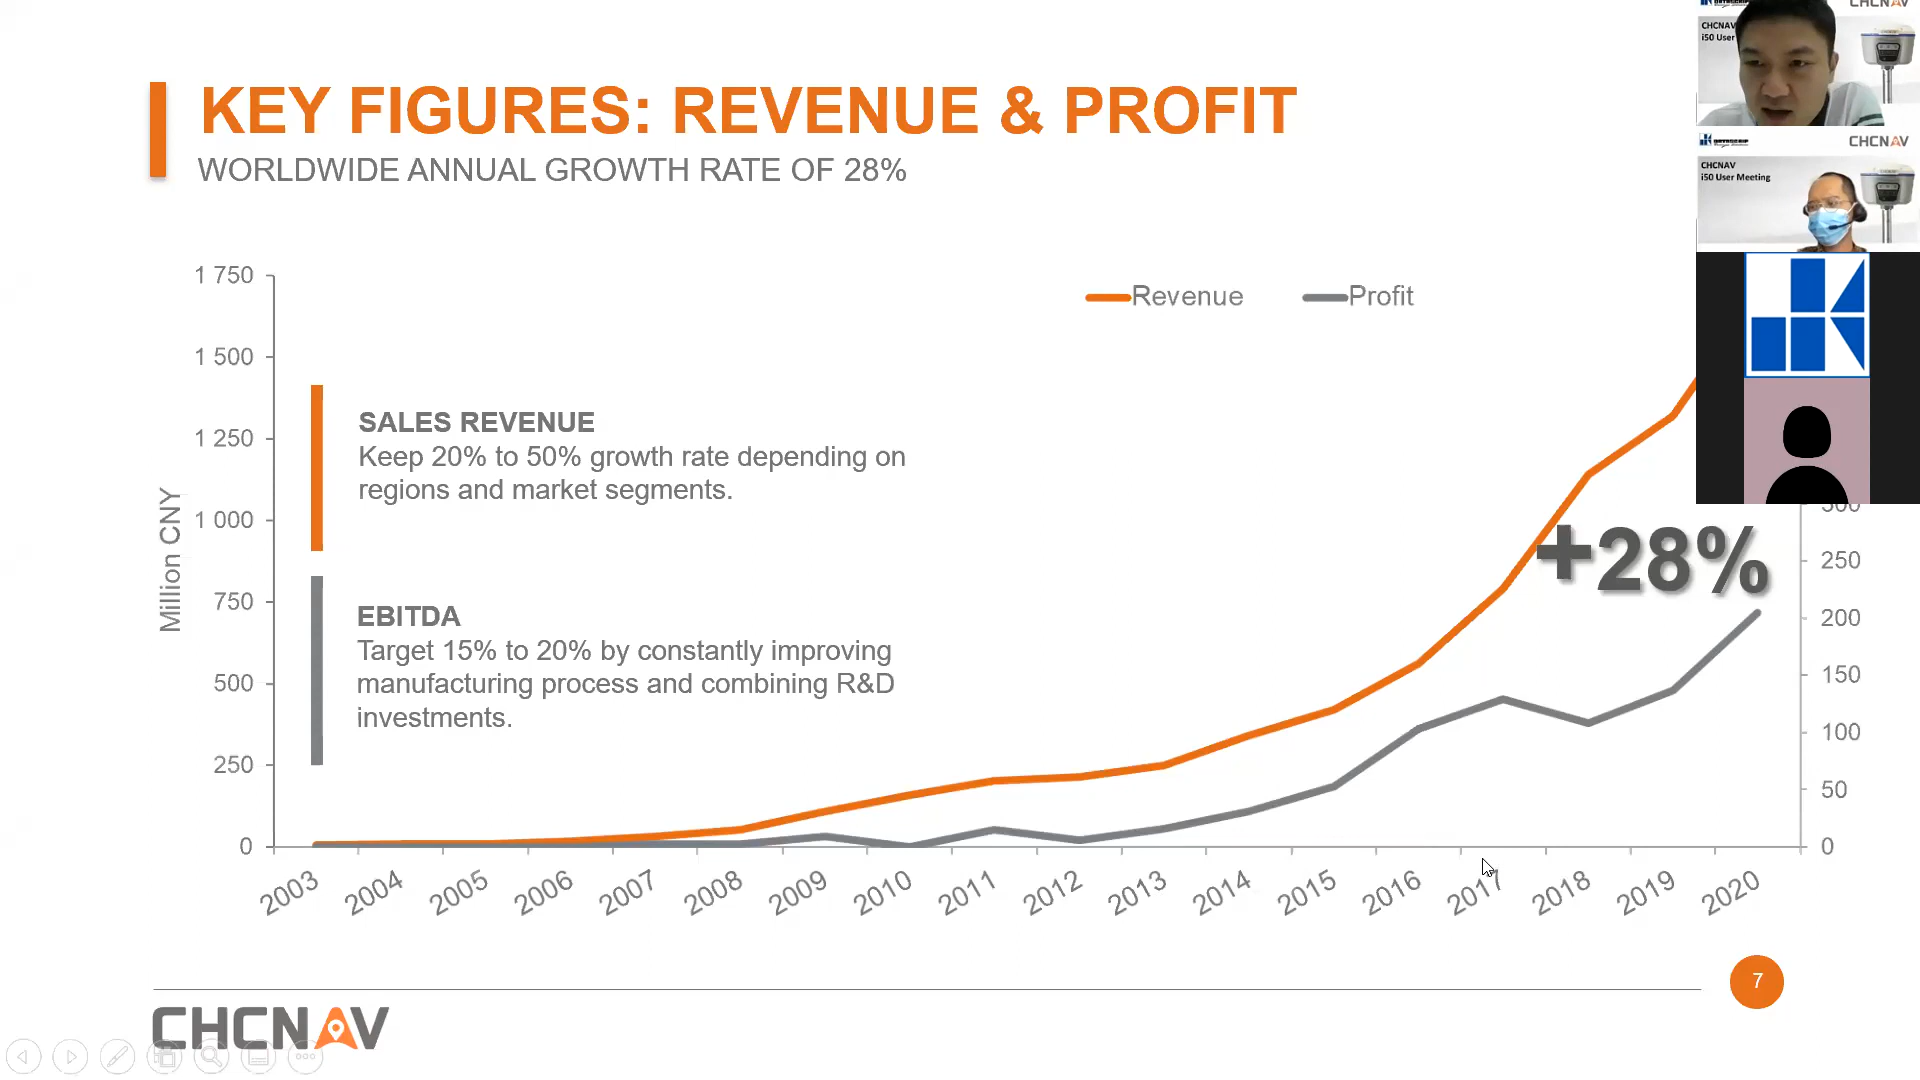 KEY FIGURES: REVENUE & PROFIT
WORLDWIDE ANNUAL GROWTH RATE OF 28%
Revenue
Profit
1 750
1 500
1 250
1 000
750
500
250
0
Million CNY
SALES REVENUE
Keep 20% to 50% growth rate depending on
regions and market segments.
EBITDA
Target 15% to 20% by constantly improving
manufacturing process and combining R&D
investments.
+28%
250
200
150
100
50
0
2003 2004 2005 2006 2007 2008 2009 2010 2011 2012 2013 2014 2015 2016 2017 2018 2019 2020
7
CHCNAV
CHCNAV
i50 User
CHCNAV
CHCNAV
i50 User Meeting